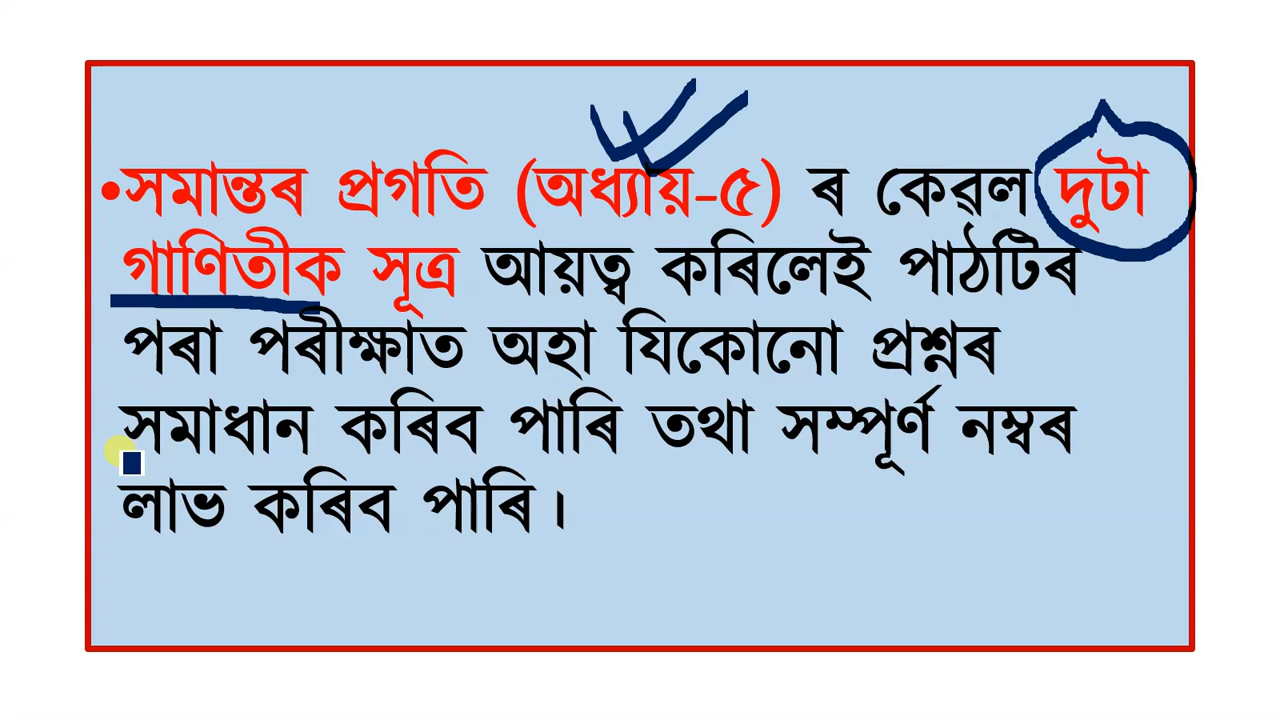 •সমান্তৰ প্ৰগতি (অধ্যায়-৫) ৰ কেৱল দুটা
গাণিতীক সূত্ৰ আয়ত্ব কৰিলেই পাঠটিৰ
পৰা পৰীক্ষাত অহা যিকোনো প্ৰশ্নৰ
সমাধান কৰিব পাৰি তথা সম্পূৰ্ণ নম্বৰ
লাভ কৰিব পাৰি।